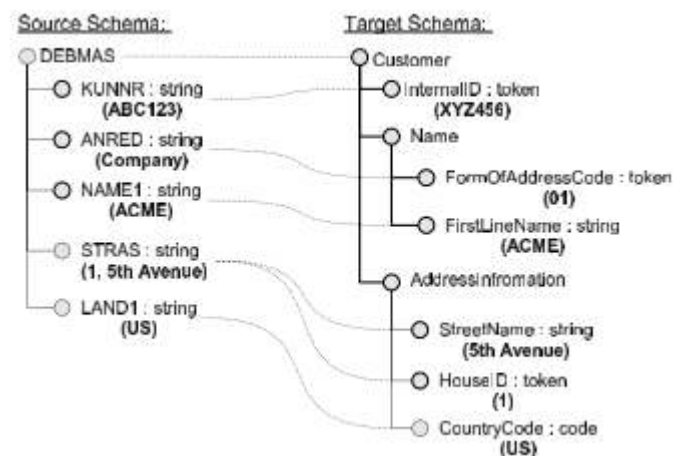 Source Schema:
Target Schema:
DEBMAS
Customer
KUNNR : string
(ABC123)
InternalID : token
(XYZ456)
ANRED : string
(Company)
Name
NAME1 : string
(ACME)
FormOfAddressCode : token
(01)
FirstLineName : string
(ACME)
STRAS : string
(1, 5th Avenue)
AddressInfromation
LAND1 : string
(US)
StreetName : string
(5th Avenue)
HouseID : token
(1)
CountryCode : code
(US)